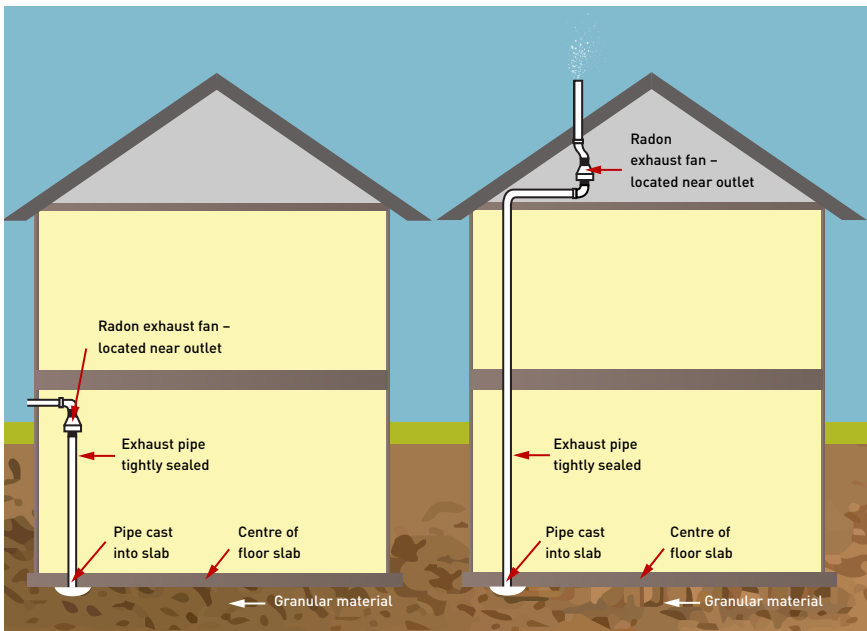 Radon exhaust fan –
located near outlet
Exhaust pipe
tightly sealed
Pipe cast
into slab
Centre of
floor slab
Granular material
Radon
exhaust fan –
located near outlet
Exhaust pipe
tightly sealed
Pipe cast
into slab
Centre of
floor slab
Granular material